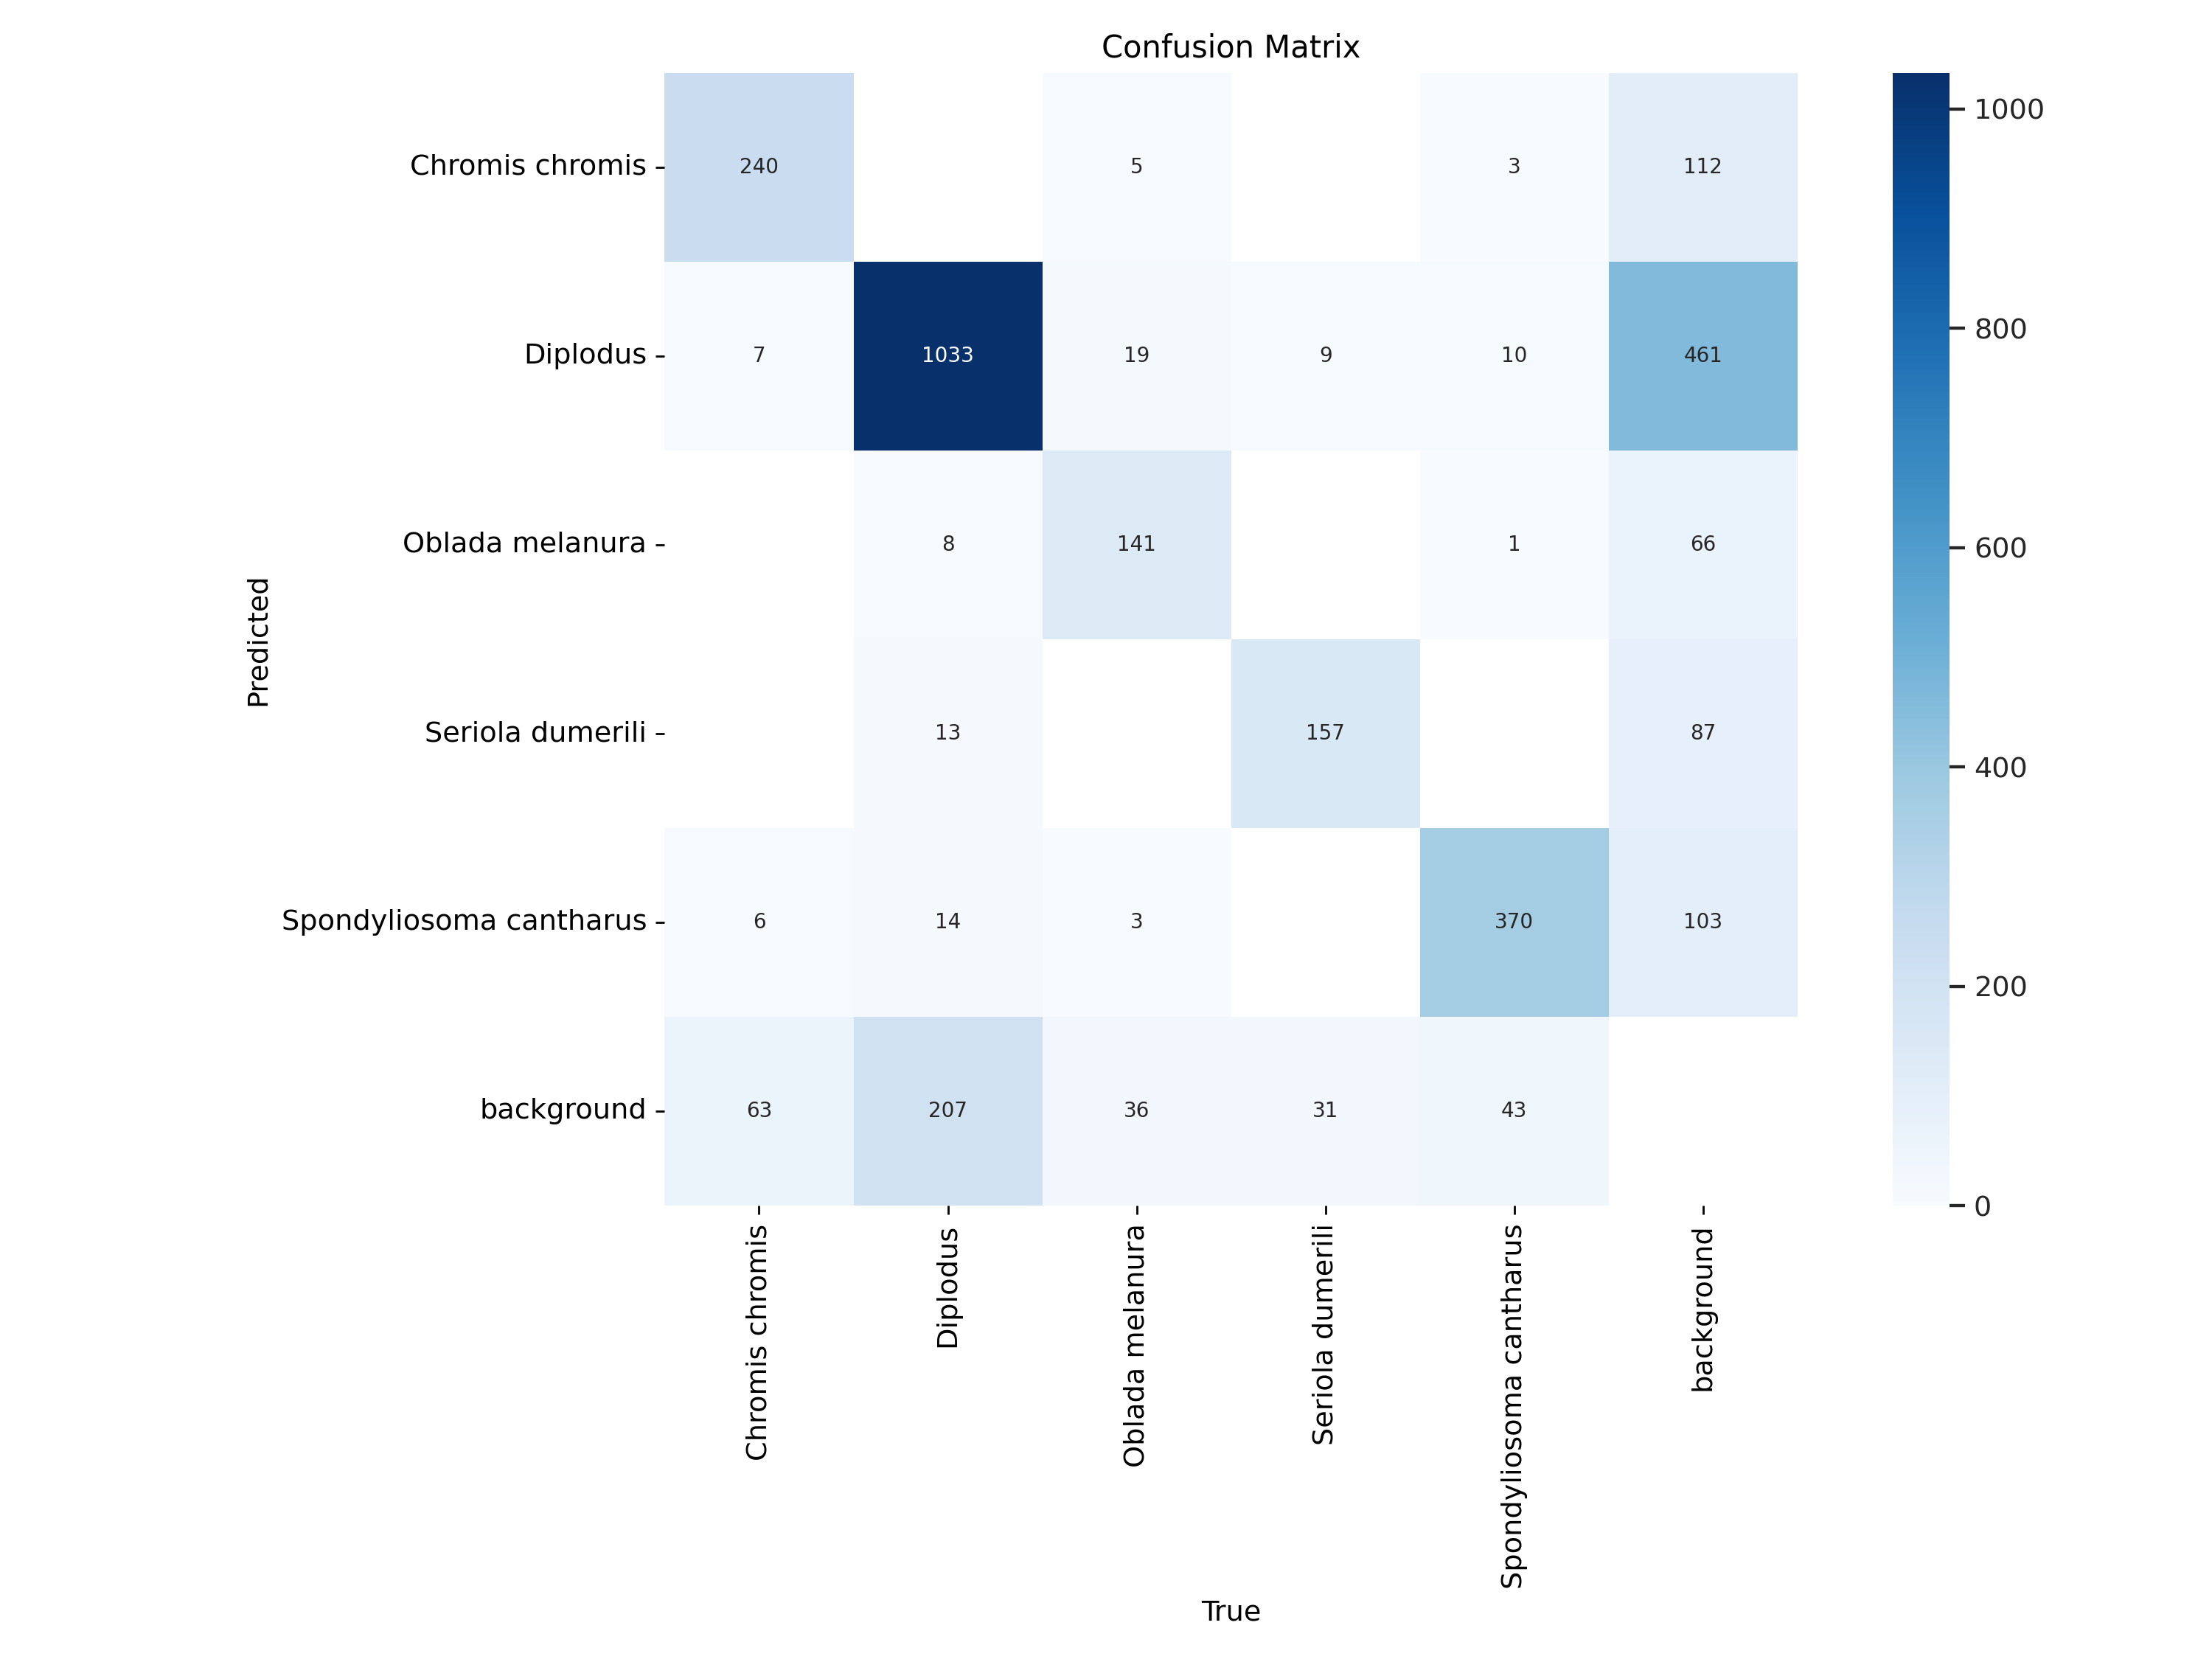 Confusion Matrix
Chromis chromis 240 5 3 112
Diplodus 7 1033 19 9 10 461
Oblada melanura 8 141 1 66
Seriola dumerili 13 157 87
Spondyliosoma cantharus 6 14 3 370 103
background 63 207 36 31 43
Predicted
Chromis chromis
Diplodus
Oblada melanura
Seriola dumerili
Spondyliosoma cantharus
background
True
1000
800
600
400
200
0